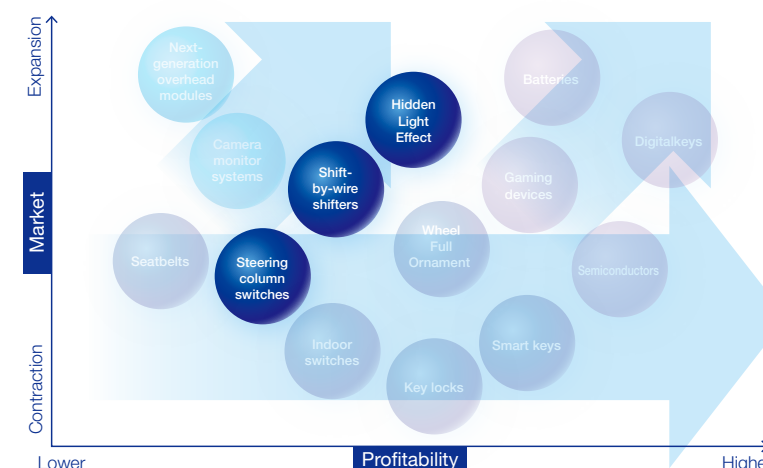 Expansion
Market
Contraction
Next-
generation
overhead
modules
Camera
monitor
systems
Seatbelts
Steering
column
switches
Shift-
by-wire
shifters
Hidden
Light
Effect
Indoor
switches
Wheel
Full
Ornament
Key locks
Batteries
Gaming
devices
Smart keys
Digitalkeys
Semiconductors
Lower
Profitability
Highe